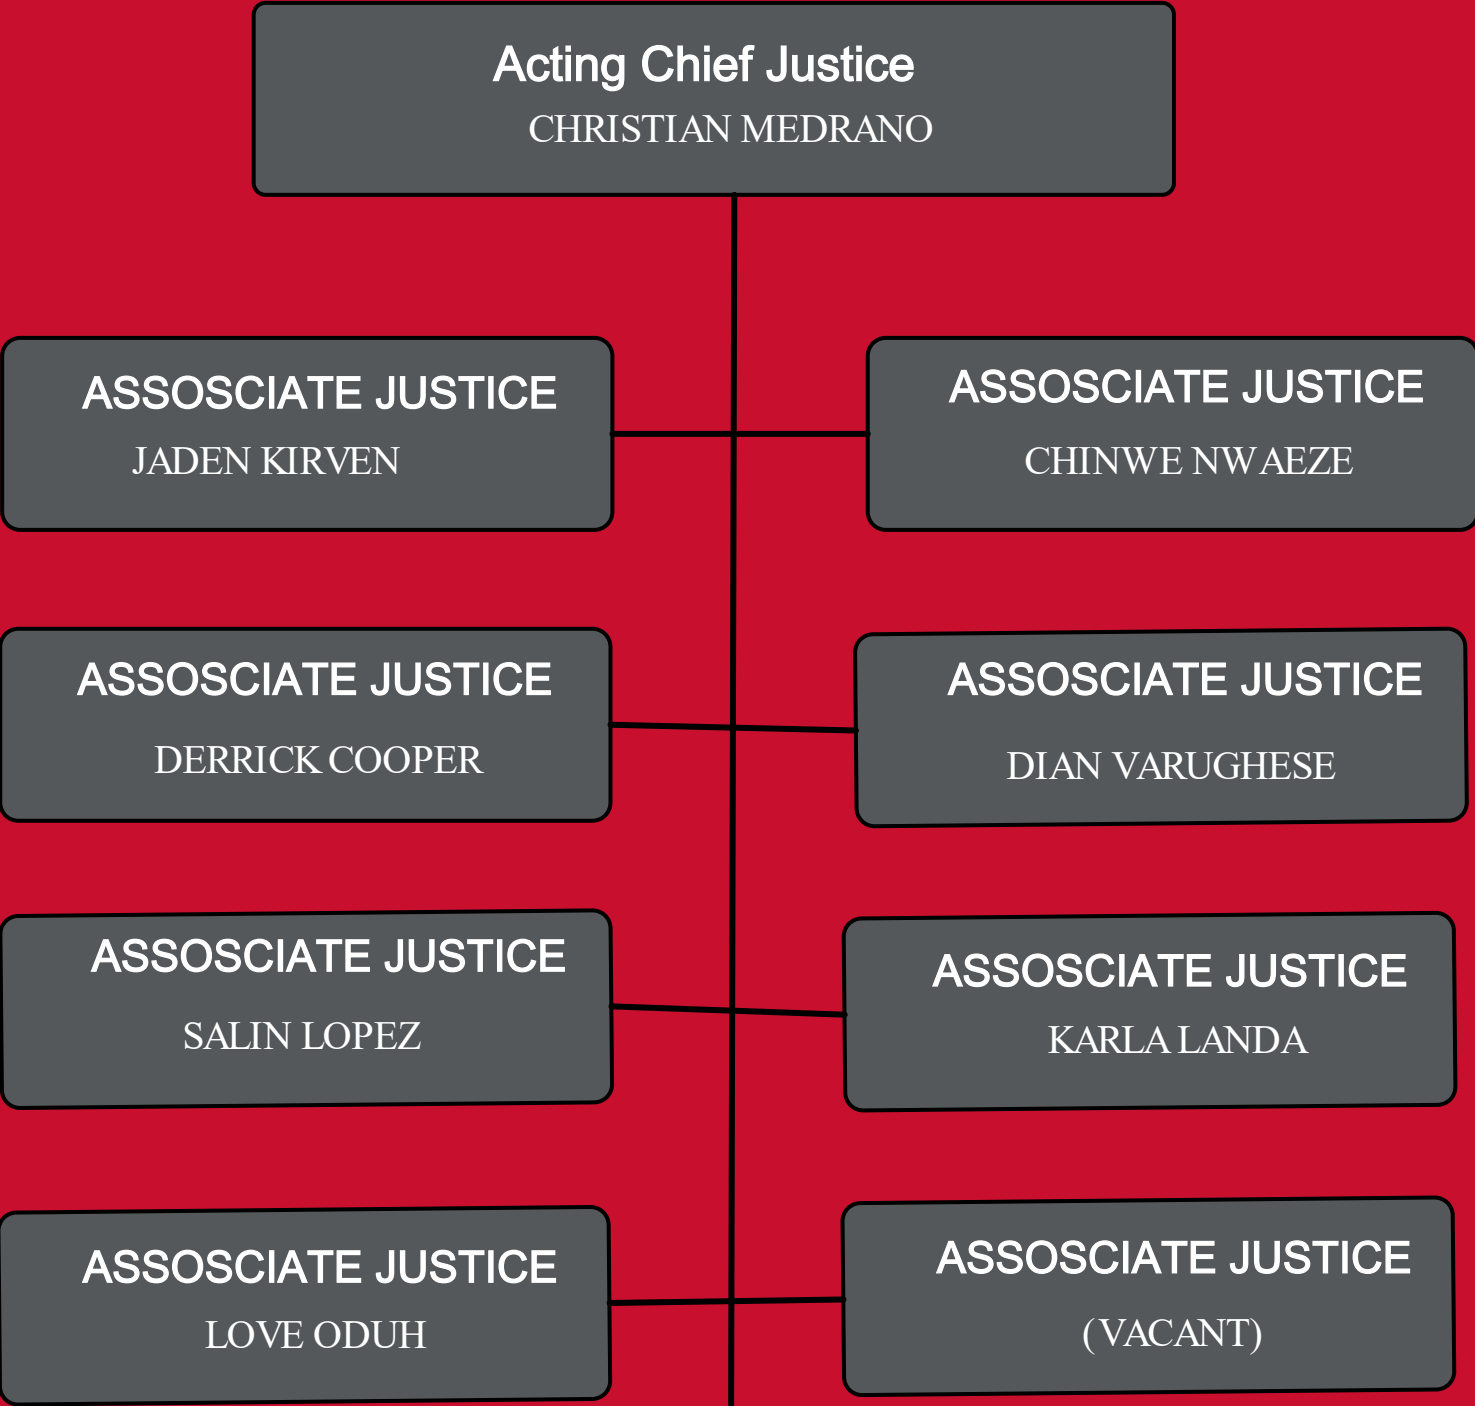 Acting Chief Justice
CHRISTIAN MEDRANO
ASSOSCIATE JUSTICE
JADEN KIRVEN
ASSOSCIATE JUSTICE
CHINWE NWAEZE
ASSOSCIATE JUSTICE
DERRICK COOPER
ASSOSCIATE JUSTICE
DIAN VARUGHESE
ASSOSCIATE JUSTICE
SALIN LOPEZ
ASSOSCIATE JUSTICE
KARLA LANDA
ASSOSCIATE JUSTICE
LOVE ODUH
ASSOSCIATE JUSTICE
(VACANT)